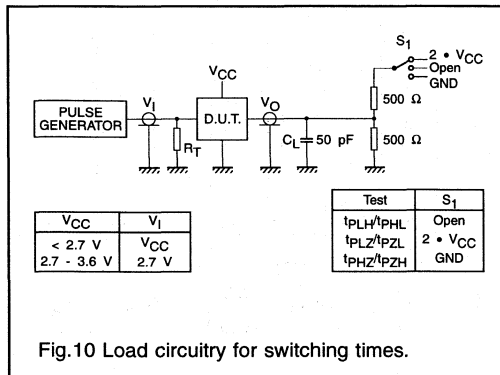 S1
2 • VCC
Open
GND
VCC
PULSE GENERATOR
VI
D.U.T.
VO
500 Ω
RT
CL
50 pF
500 Ω
VCC VI
< 2.7 V VCC
2.7 - 3.6 V 2.7 V
Test S1
tPLH/tPHL Open
tPLZ/tPZL 2 • VCC
tPHZ/tPZH GND
Fig.10 Load circuitry for switching times.